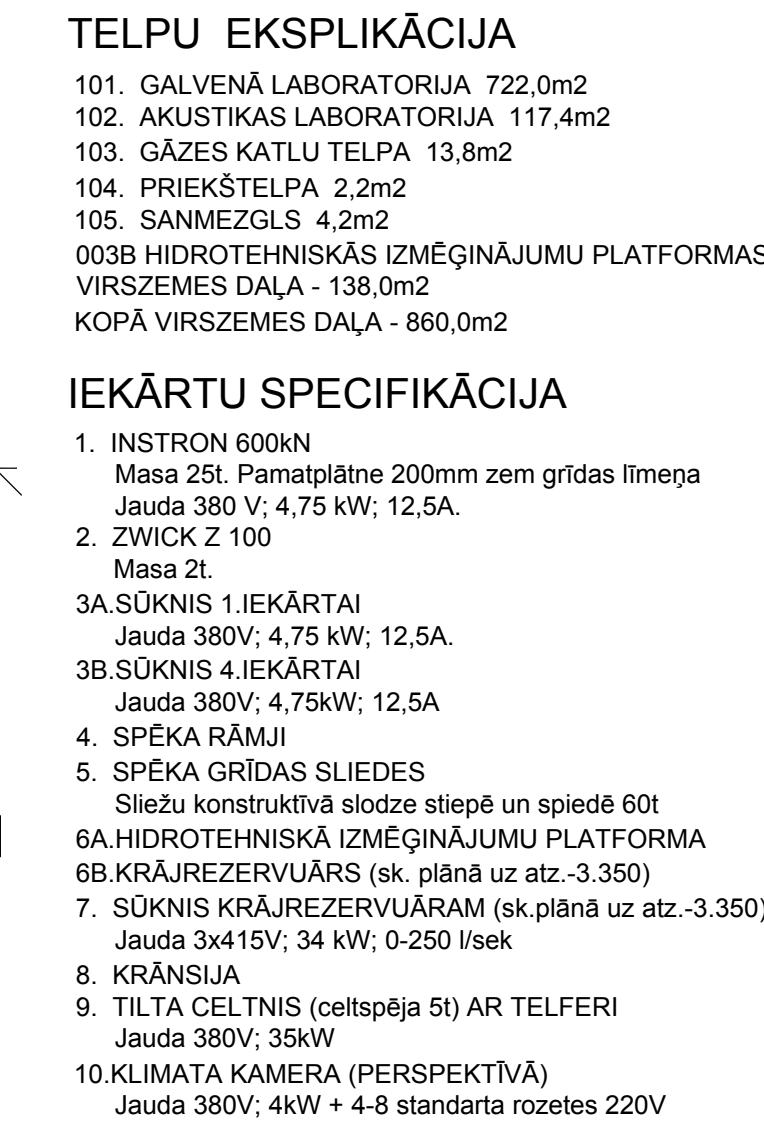 TELPU EKSPLIKĀCIJA
101. GALVENĀ LABORATORIJA 722,0m2
102. AKUSTIKAS LABORATORIJA 117,4m2
103. GĀZES KATLU TELPA 13,8m2
104. PRIEKŠTELPA 2,2m2
105. SANMEZGLS 4,2m2
003B HIDROTEHNISKĀS IZMĒĢINĀJUMU PLATFORMAS
VIRSZEMES DAĻA - 138,0m2
KOPĀ VIRSZEMES DAĻA - 860,0m2
IEKĀRTU SPECIFIKĀCIJA
1. INSTRON 600kN
Masa 25t. Pamatplātne 200mm zem grīdas līmeņa
Jauda 380 V; 4,75 kW; 12,5A.
2. ZWICK Z 100
Masa 2t.
3A.SŪKNIS 1.IEKĀRTAI
Jauda 380V; 4,75 kW; 12,5A.
3B.SŪKNIS 4.IEKĀRTAI
Jauda 380V; 4,75kW; 12,5A
4. SPĒKA RĀMJI
5. SPĒKA GRĪDAS SLIEDES
Sliežu konstruktīvā slodze stiepē un spiedē 60t
6A.HIDROTEHNISKĀ IZMĒĢINĀJUMU PLATFORMA
6B.KRĀJREZERVUĀRS (sk. plānā uz atz.-3.350)
7. SŪKNIS KRĀJREZERVUĀRAM (sk.plānā uz atz.-3.350)
Jauda 3x415V; 34 kW; 0-250 l/sek
8. KRĀNSIJA
9. TILTA CELTNIS (celtspēja 5t) AR TELFERI
Jauda 380V; 35kW
10.KLIMATA KAMERA (PERSPEKTĪVĀ)
Jauda 380V; 4kW + 4-8 standarta rozetes 220V